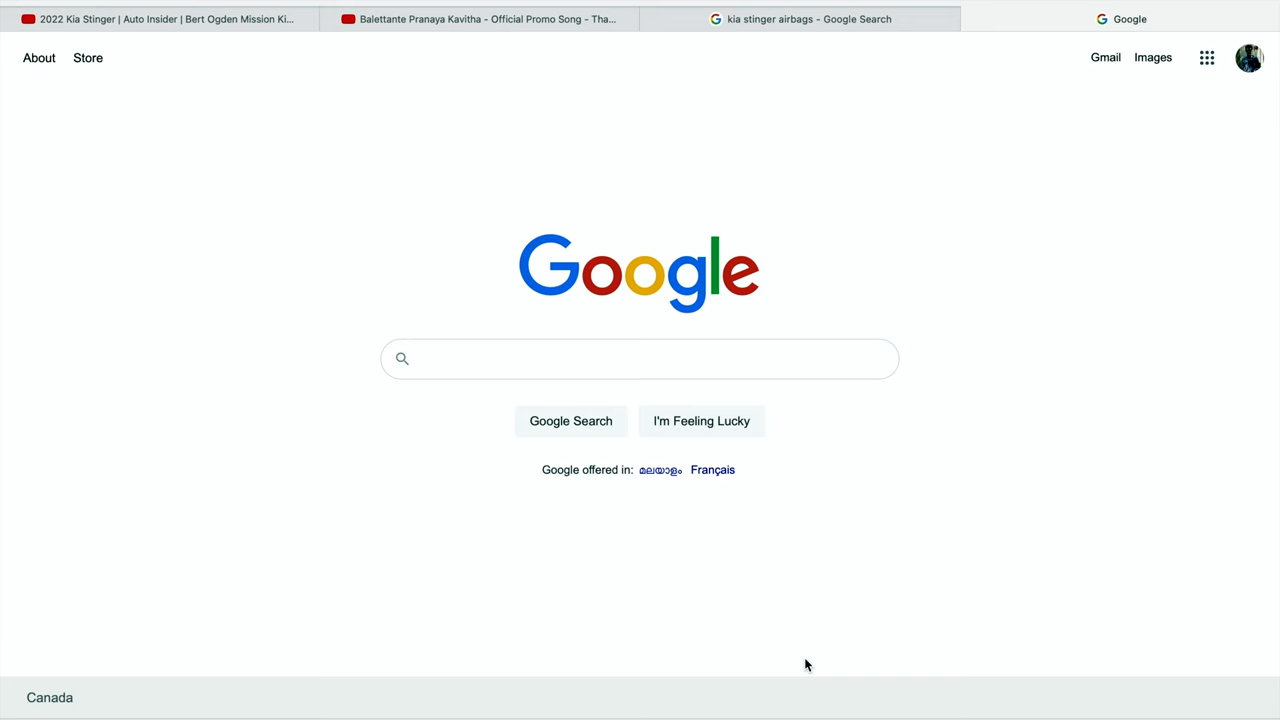 2022 Kia Stinger | Auto Insider | Bert Ogden Mission Ki...
Balettante Pranaya Kavitha - Official Promo Song - Tha...
kia stinger airbags - Google Search
Google
About Store
Gmail Images
Google
Google Search
I'm Feeling Lucky
Google offered in: മലയാളം Français
Canada